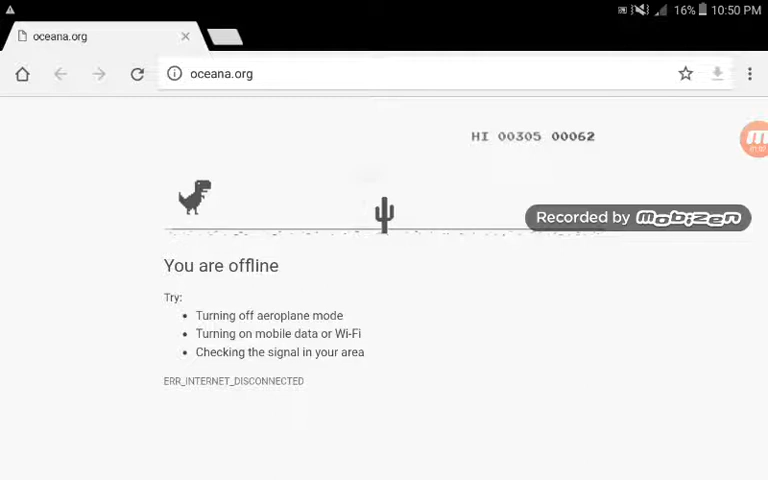 16% 10:50 PM
oceana.org
oceana.org
HI 00305 00062
Recorded by mobizen
You are offline
Try:
Turning off aeroplane mode
Turning on mobile data or Wi-Fi
Checking the signal in your area
ERR_INTERNET_DISCONNECTED